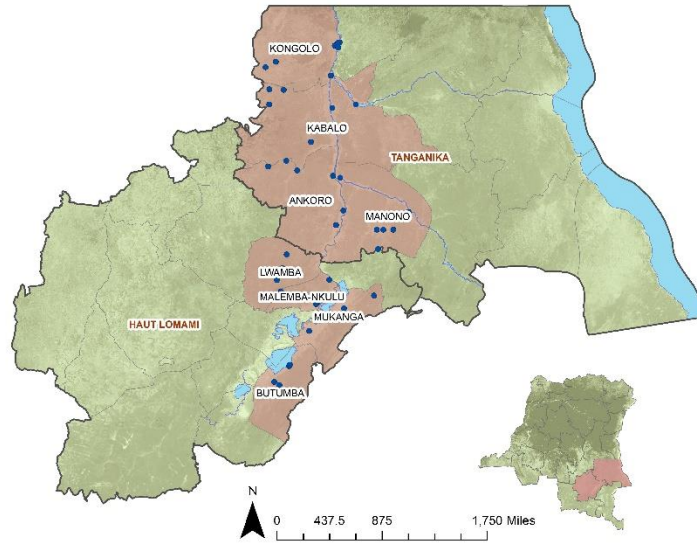 KONGOLO
KABALO
TANGANIKA
ANKORO
MANONO
LWAMBA
MALEMBA-NKULU
MUKANGA
HAUT LOMAMI
BUTUMBA
N
0 437.5 875 1,750 Miles